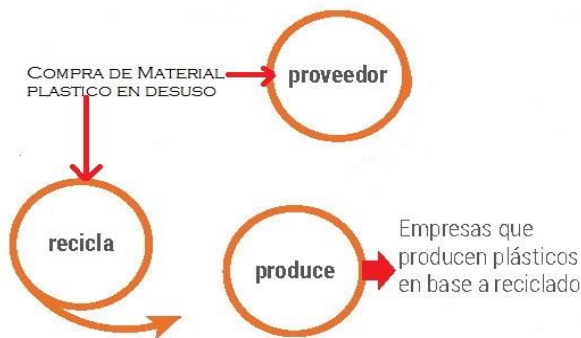 COMPRA DE MATERIAL
PLASTICO EN DESUSO
proveedor
recicla
produce
Empresas que
producen plásticos
en base a reciclado